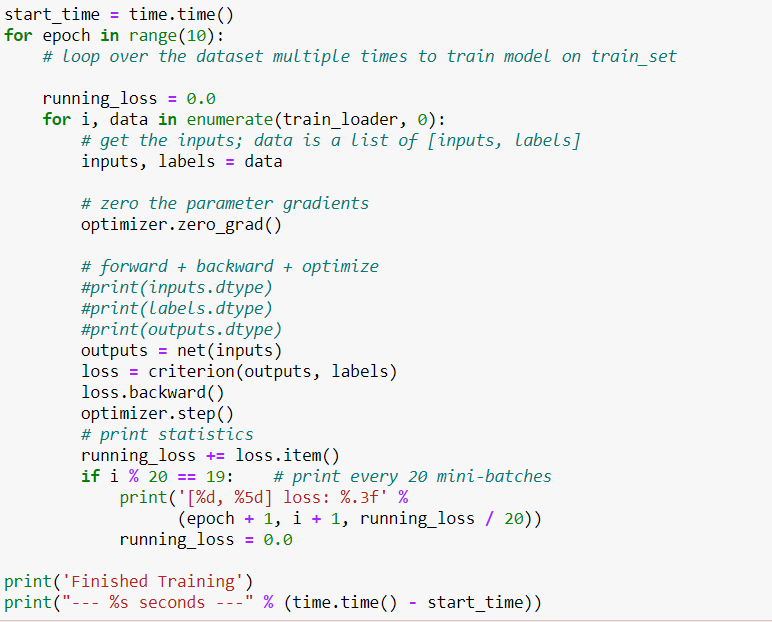 start_time = time.time()
for epoch in range(10):
    # loop over the dataset multiple times to train model on train_set

    running_loss = 0.0
    for i, data in enumerate(train_loader, 0):
        # get the inputs; data is a list of [inputs, labels]
        inputs, labels = data

        # zero the parameter gradients
        optimizer.zero_grad()

        # forward + backward + optimize
        #print(inputs.dtype)
        #print(labels.dtype)
        #print(outputs.dtype)
        outputs = net(inputs)
        loss = criterion(outputs, labels)
        loss.backward()
        optimizer.step()
        # print statistics
        running_loss += loss.item()
        if i % 20 == 19:    # print every 20 mini-batches
            print('[%d, %5d] loss: %.3f' %
                  (epoch + 1, i + 1, running_loss / 20))
            running_loss = 0.0

print('Finished Training')
print("--- %s seconds ---" % (time.time() - start_time))